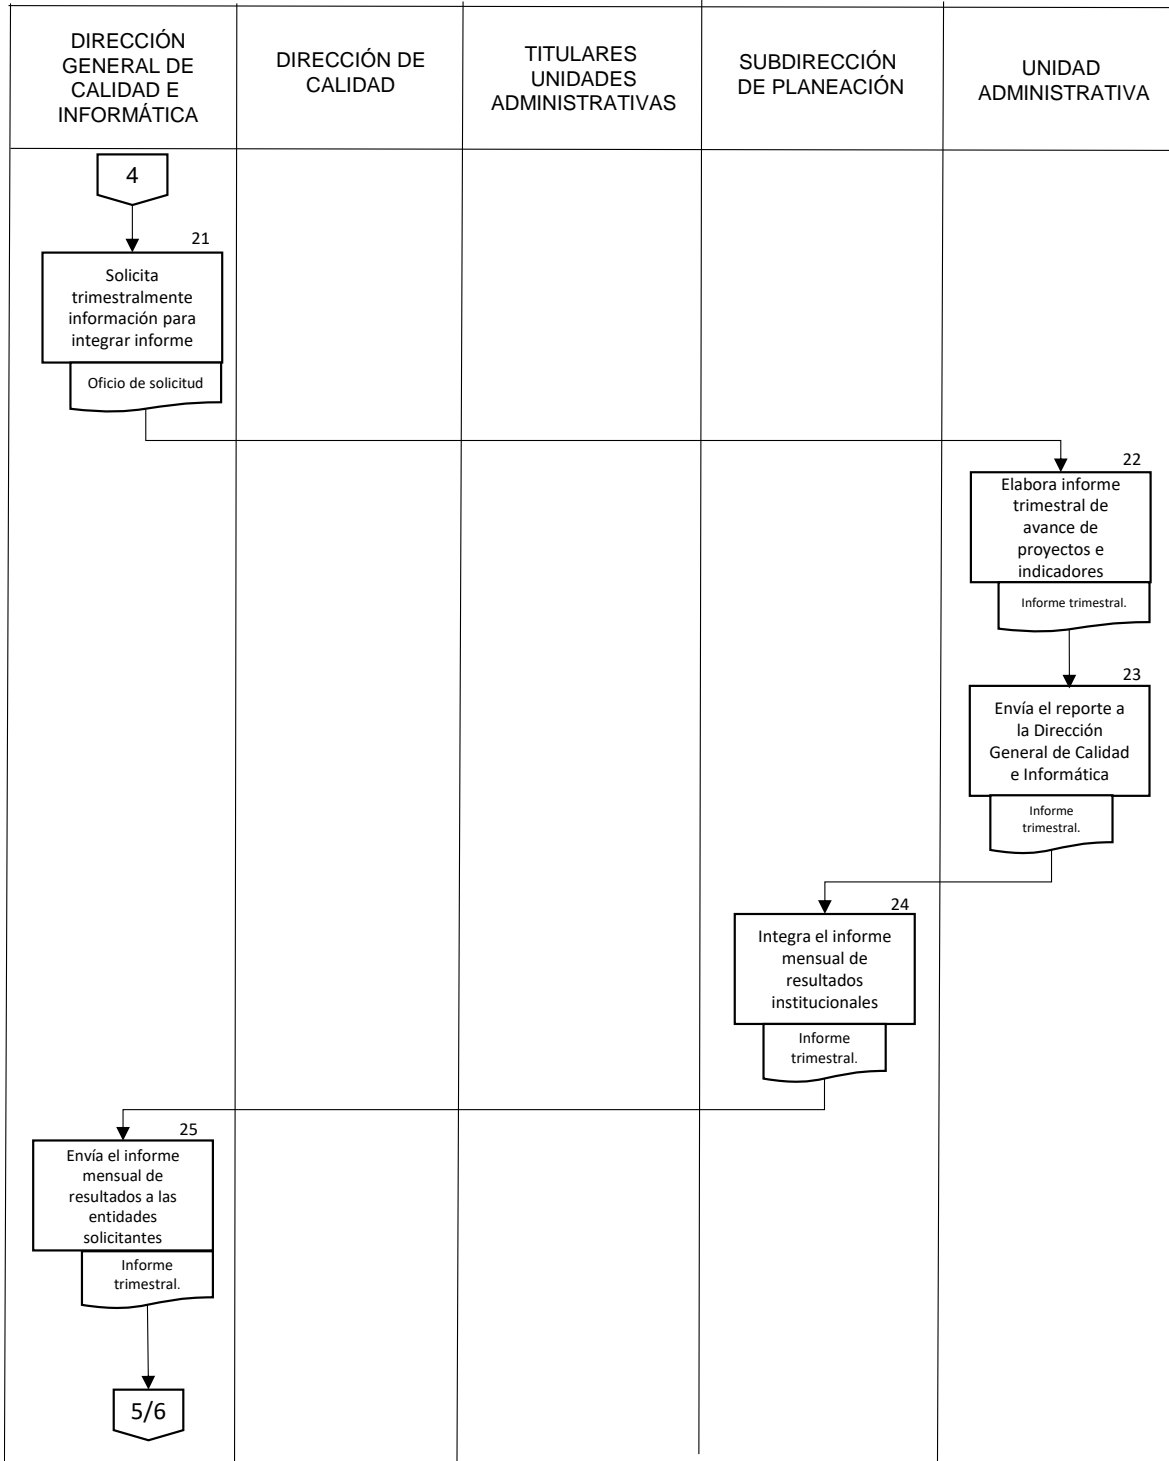 DIRECCIÓN
GENERAL DE
CALIDAD E
INFORMÁTICA
DIRECCIÓN DE
CALIDAD
TITULARES
UNIDADES
ADMINISTRATIVAS
SUBDIRECCIÓN
DE PLANEACIÓN
UNIDAD
ADMINISTRATIVA
4
21
Solicita
trimestralmente
información para
integrar informe
Oficio de solicitud
22
Elabora informe
trimestral de
avance de
proyectos e
indicadores
Informe trimestral.
23
Envía el reporte a
la Dirección
General de Calidad
e Informática
Informe
trimestral.
24
Integra el informe
mensual de
resultados
institucionales
Informe
trimestral.
25
Envía el informe
mensual de
resultados a las
entidades
solicitantes
Informe
trimestral.
5/6